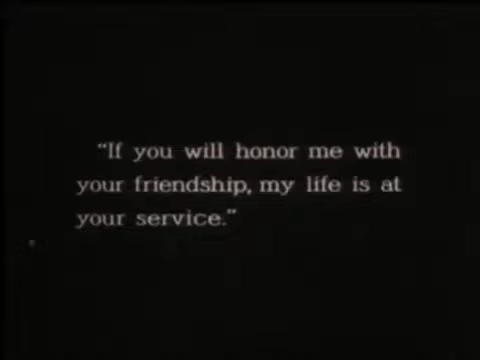 “If you will honor me with
your friendship, my life is at
your service.”